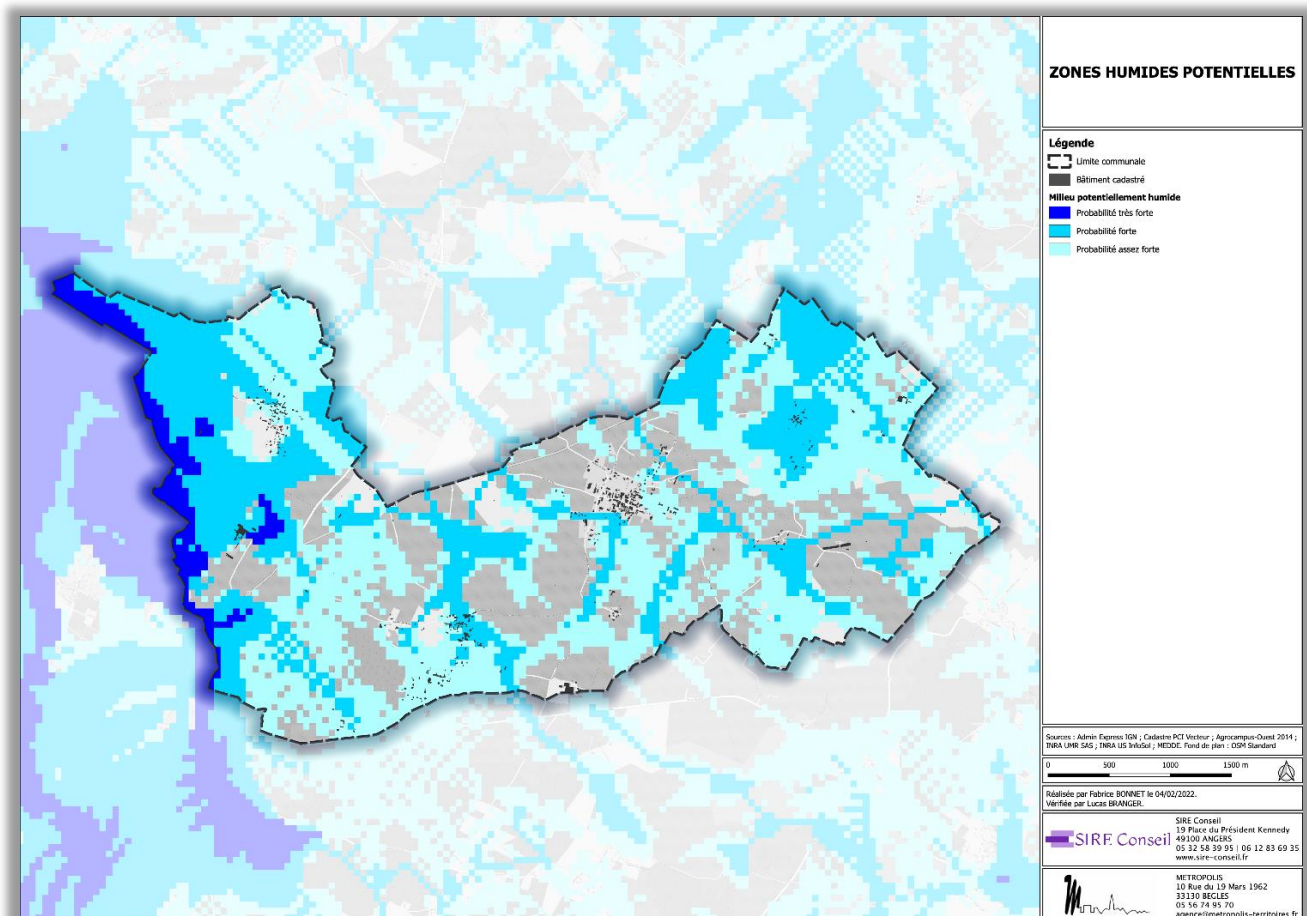 ZONES HUMIDES POTENTIELLES
Légende
Limite communale
Bâtiment cadastré
Milieu potentiellement humide
Probabilité très forte
Probabilité forte
Probabilité assez forte
Sources : Admin Express IGN ; Cadastre PCI Vecteur ; Agrocampus-Ouest 2014 ;
INRA UMR SAS ; INRA US InfoSol ; MEDDE. Fond de plan : OSM Standard
0 500 1000 1500 m
Réalisée par Fabrice BONNET le 04/02/2022.
Vérifiée par Lucas BRANGER.
SIRE Conseil
SIRE Conseil
19 Place du Président Kennedy
49100 ANGERS
05 32 58 39 95 | 06 12 83 69 35
www.sire-conseil.fr
METROPOLIS
10 Rue du 19 Mars 1962
33130 BEGLES
05 56 74 95 70
agence@metropolis-territoires.fr